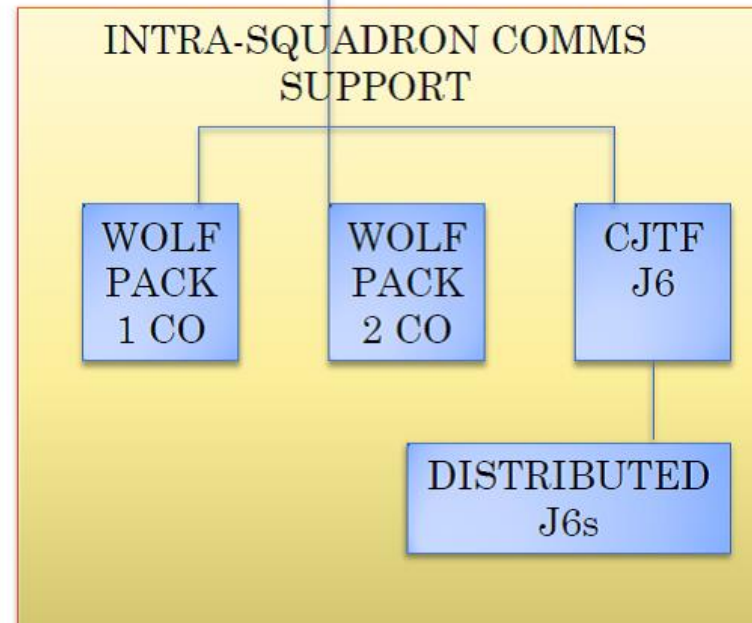 INTRA-SQUADRON COMMS
SUPPORT
WOLF
PACK
1 CO
WOLF
PACK
2 CO
CJTF
J6
DISTRIBUTED
J6s